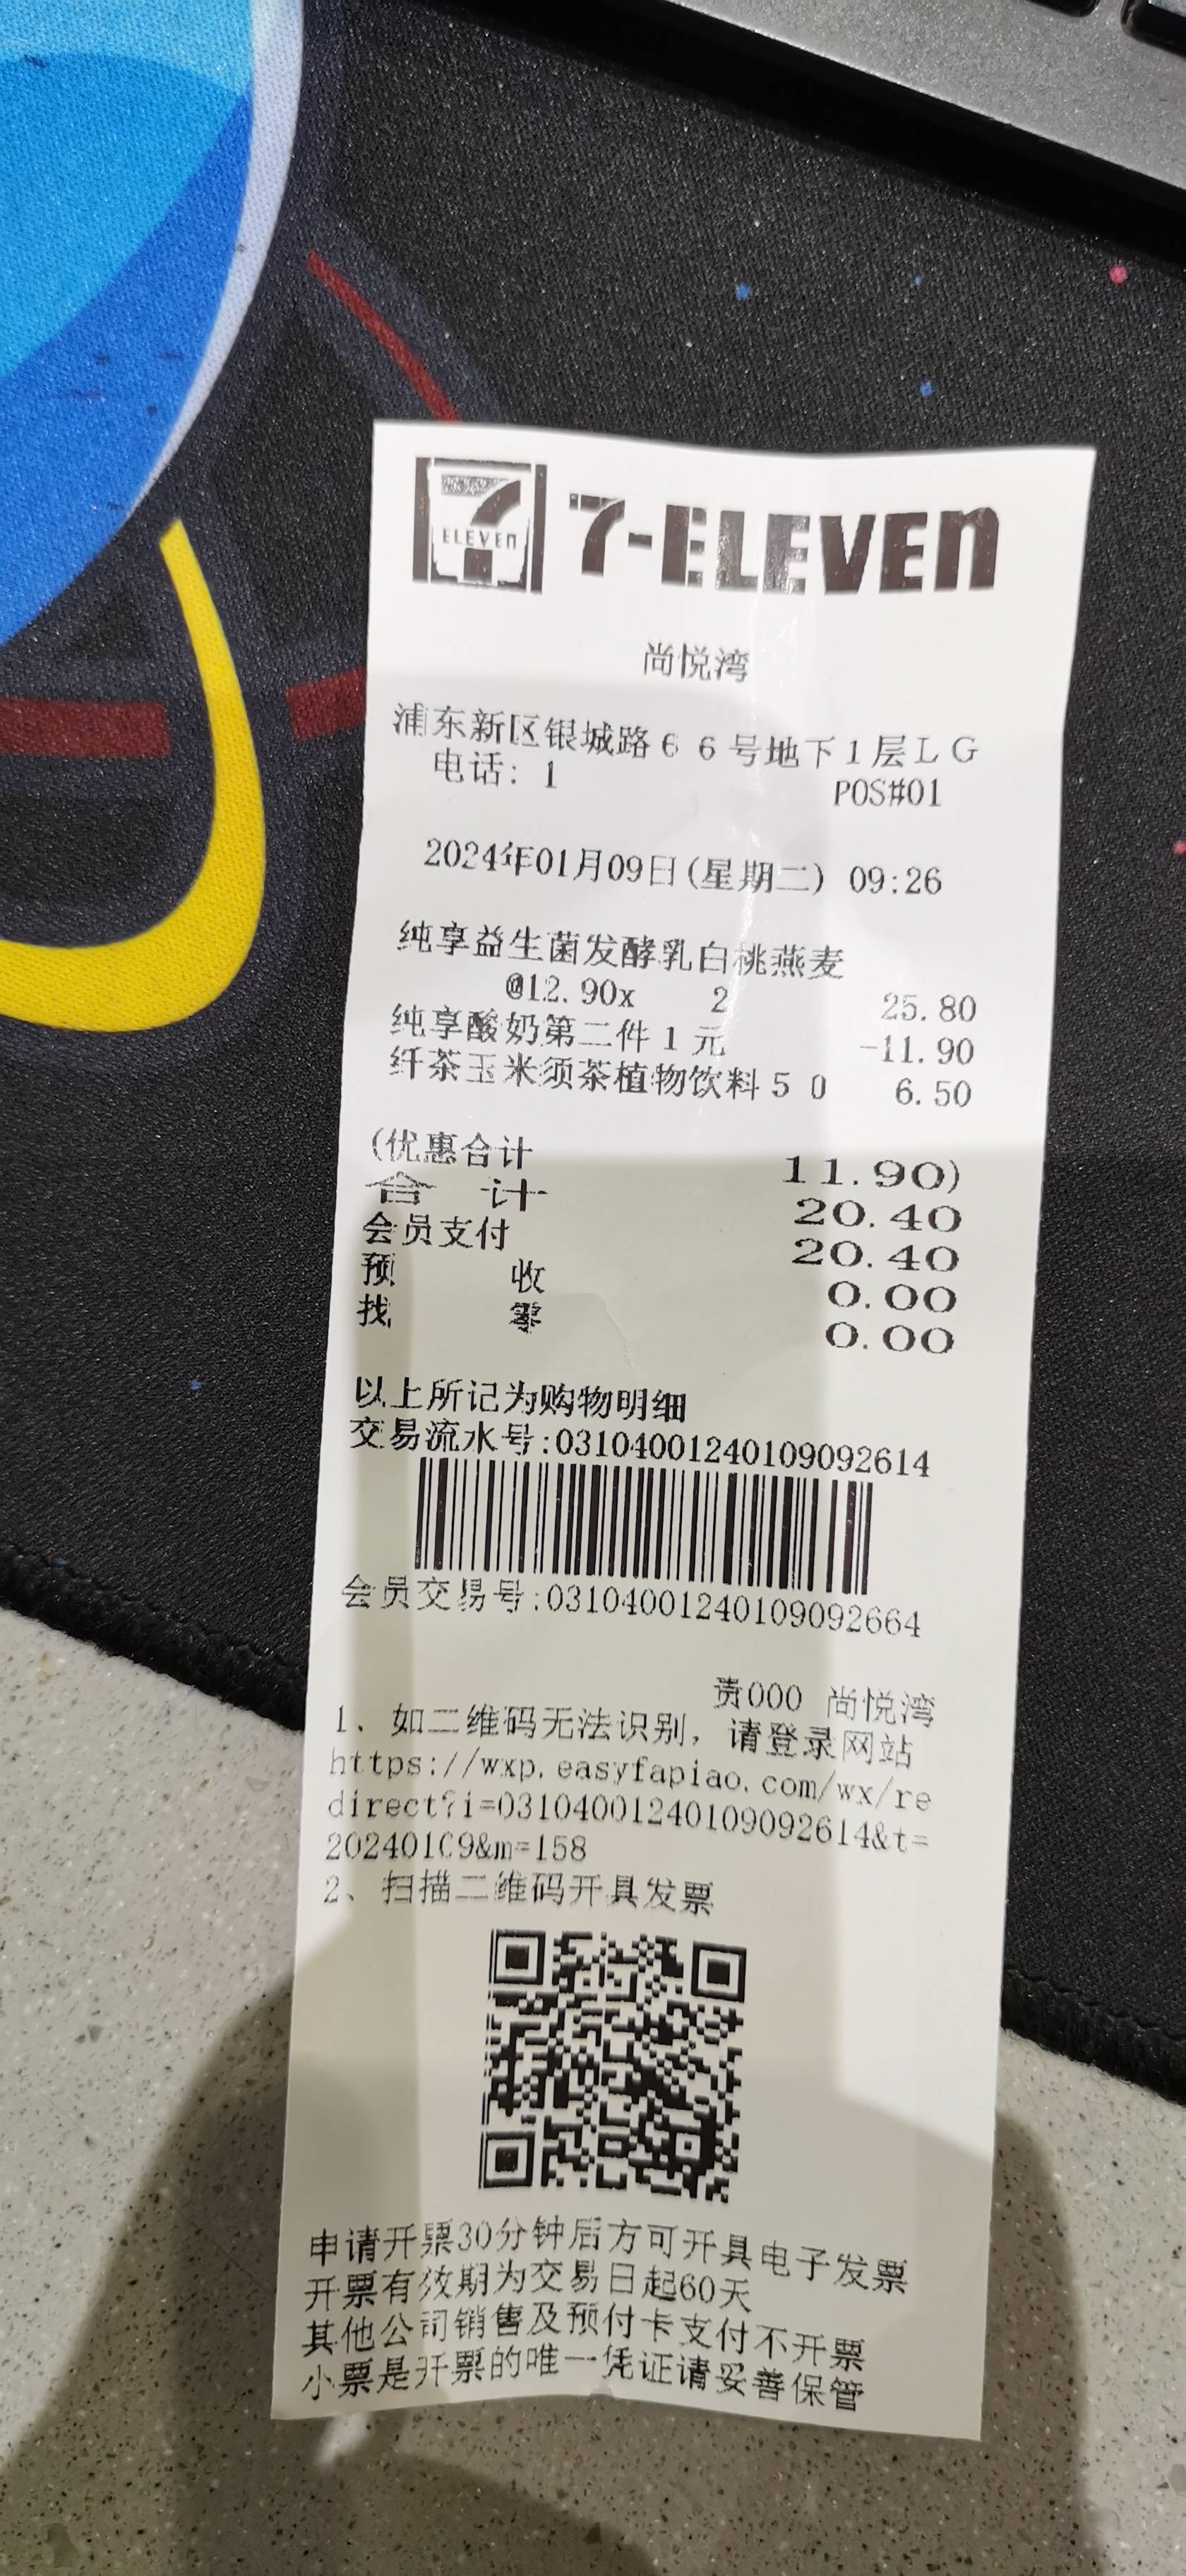 7-ELEVEN
ELEVEN
尚悦湾
浦东新区银城路６６号地下１层ＬＧ
电话: 1 POS#01
2024年01月09日(星期二) 09:26
纯享益生菌发酵乳白桃燕麦
@12.90x 2 25.80
纯享酸奶第二件１元 -11.90
纤茶玉米须茶植物饮料５０ 6.50
(优惠合计 11.90)
合 计 20.40
会员支付 20.40
预 收 0.00
找 零 0.00
以上所记为购物明细
交易流水号:03104001240109092614
会员交易号:03104001240109092664
责000 尚悦湾
1、如二维码无法识别，请登录网站
https://wxp.easyfapiao.com/wx/re
direct?i=03104001240109092614&t=
20240109&m=158
2、扫描二维码开具发票
申请开票30分钟后方可开具电子发票
开票有效期为交易日起60天
其他公司销售及预付卡支付不开票
小票是开票的唯一凭证请妥善保管